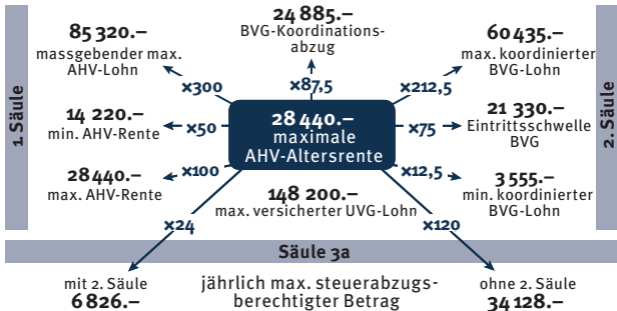 85 320.–
massgebender max.
AHV-Lohn
24 885.–
BVG-Koordinations-
abzug
60 435.–
max. koordinierter
BVG-Lohn
×300
×87,5
×212,5
1. Säule
14 220.–
min. AHV-Rente
×50
28 440.–
maximale
AHV-Altersrente
×75
21 330.–
Eintrittsschwelle
BVG
2. Säule
28 440.–
max. AHV-Rente
×100
×12,5
3 555.–
min. koordinierter
BVG-Lohn
148 200.–
max. versicherter UVG-Lohn
×24
×120
Säule 3a
mit 2. Säule
6 826.–
jährlich max. steuerabzugs-
berechtigter Betrag
ohne 2. Säule
34 128.–